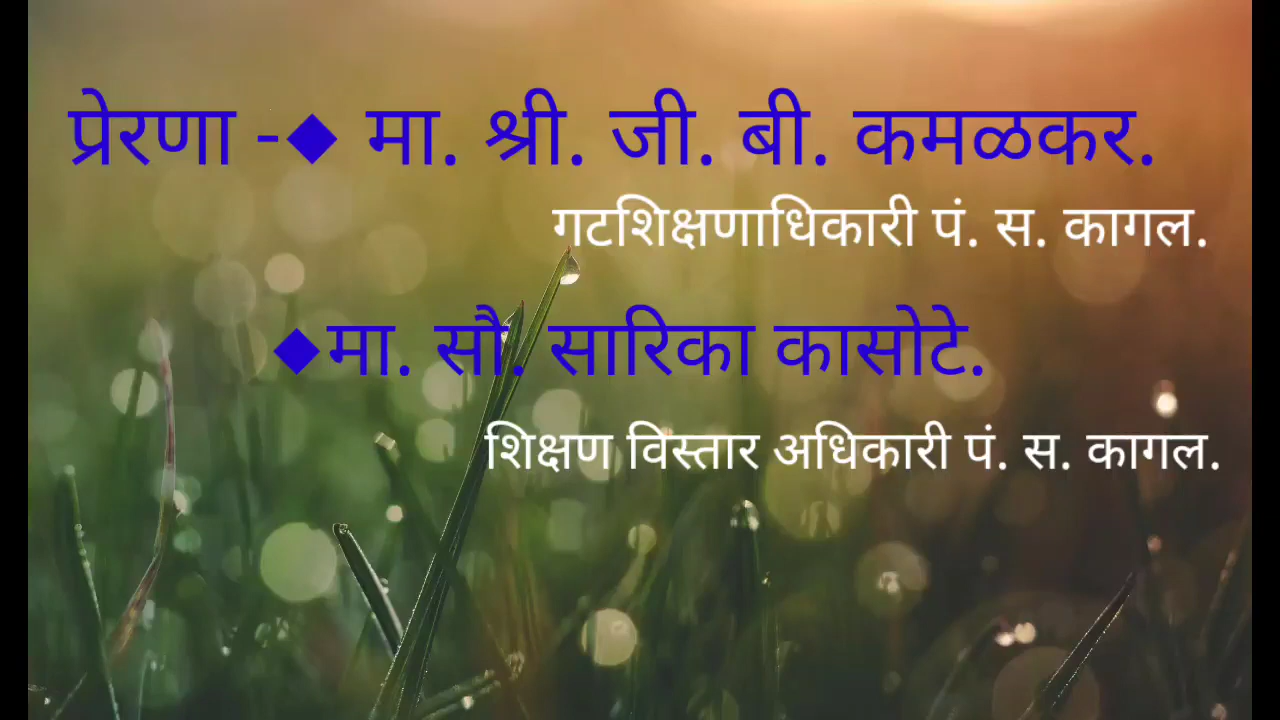 प्रेरणा -◆ मा. श्री. जी. बी. कमळकर.
गटशिक्षणाधिकारी पं. स. कागल.
◆मा. सौ. सारिका कासोटे.
शिक्षण विस्तार अधिकारी पं. स. कागल.